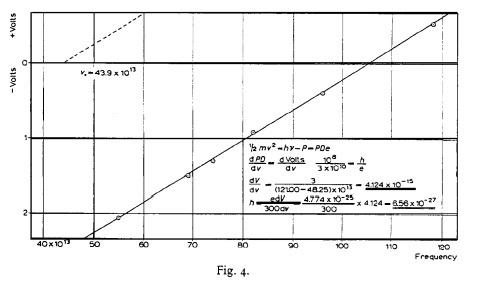 +Volts
0
-Volts
1
2
ν₀=43.9 x 10¹³
½ mv² = hν − P = PDe
dPD/dν = dVolts/dν 10⁸/3 x 10¹⁰ = h/e
dV/dν = 3/(121.00−48.25)x10¹³ = 4.124 x 10⁻¹⁵
h = edV/300dν = 4.774 x 10⁻²⁵/300 x 4.124 = 6.56 x 10⁻²⁷
40 x 10¹³ 50 60 70 80 90 100 110 120
Frequency
Fig. 4.